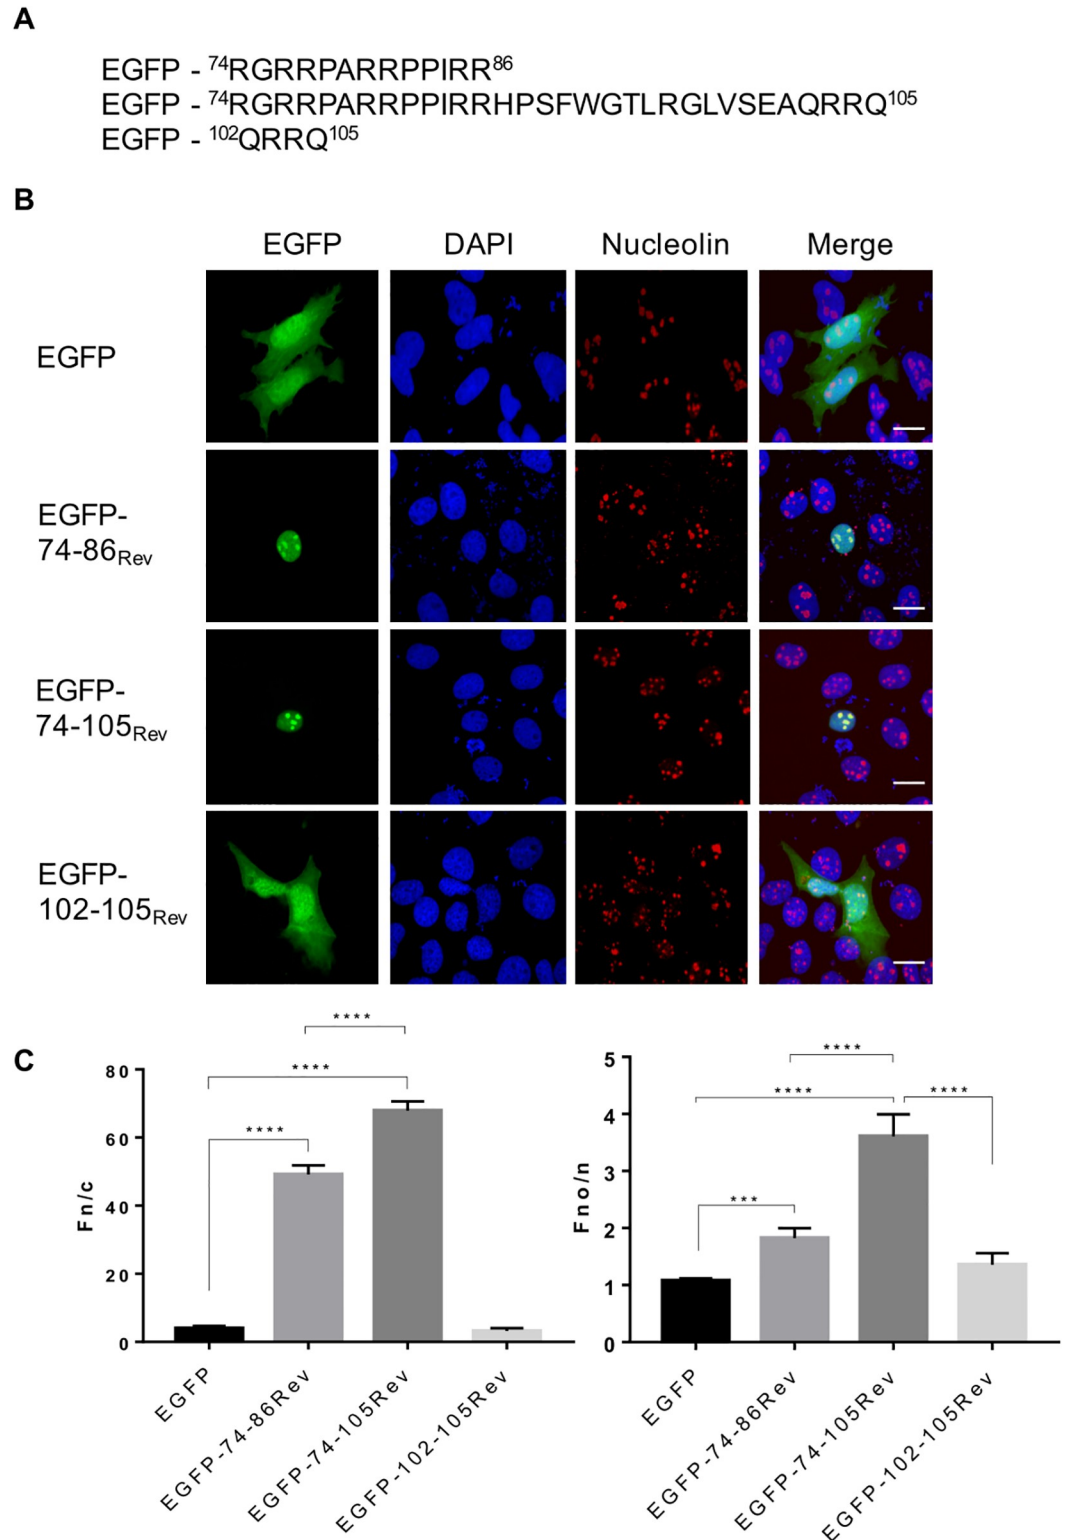 A
EGFP - ⁷⁴RGRRPARRPPIRR⁸⁶
EGFP - ⁷⁴RGRRPARRPPIRRHPSFWGTLRGLVSEAQRRQ¹⁰⁵
EGFP - ¹⁰²QRRQ¹⁰⁵
B
EGFP DAPI Nucleolin Merge
EGFP
EGFP-
74-86Rev
EGFP-
74-105Rev
EGFP-
102-105Rev
C
****
****
****
80
60
40
20
0
Fn/c
EGFP
EGFP-74-86Rev
EGFP-74-105Rev
EGFP-102-105Rev
****
****
****
***
5
4
3
2
1
0
Fno/n
EGFP
EGFP-74-86Rev
EGFP-74-105Rev
EGFP-102-105Rev